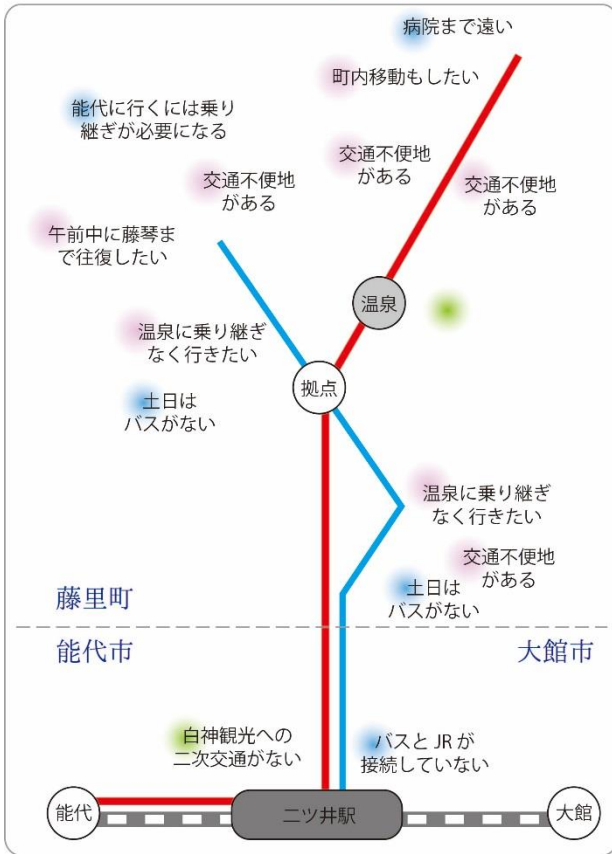 病院まで遠い
町内移動もしたい
能代に行くには乗り
継ぎが必要になる
交通不便地
がある
交通不便地
がある
交通不便地
がある
午前中に藤琴ま
で往復したい
温泉
温泉に乗り継ぎ
なく行きたい
拠点
土日は
バスがない
温泉に乗り継ぎ
なく行きたい
交通不便地
がある
土日は
バスがない
藤里町
能代市
大館市
白神観光への
二次交通がない
バスと JR が
接続していない
能代
二ツ井駅
大館